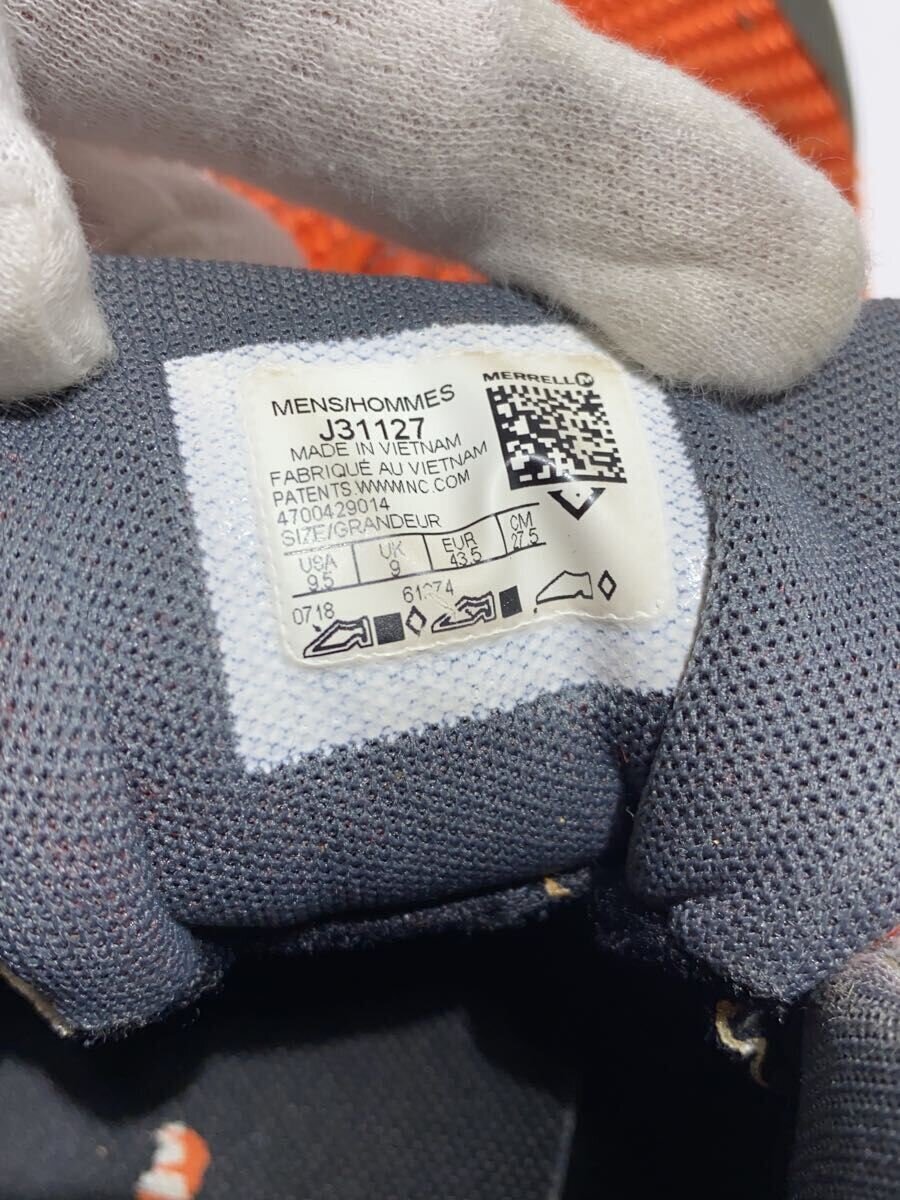 MENS/HOMMES
J31127
MADE IN VIETNAM
FABRIQUÉ AU VIETNAM
PATENTS:WWWINC.COM
4700429014
SIZE/GRANDEUR
USA UK EUR CM
9.5 9 43.5 27.5
0718
MERRELL